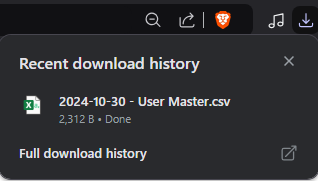 Recent download history
2024-10-30 - User Master.csv
2,312 B • Done
Full download history